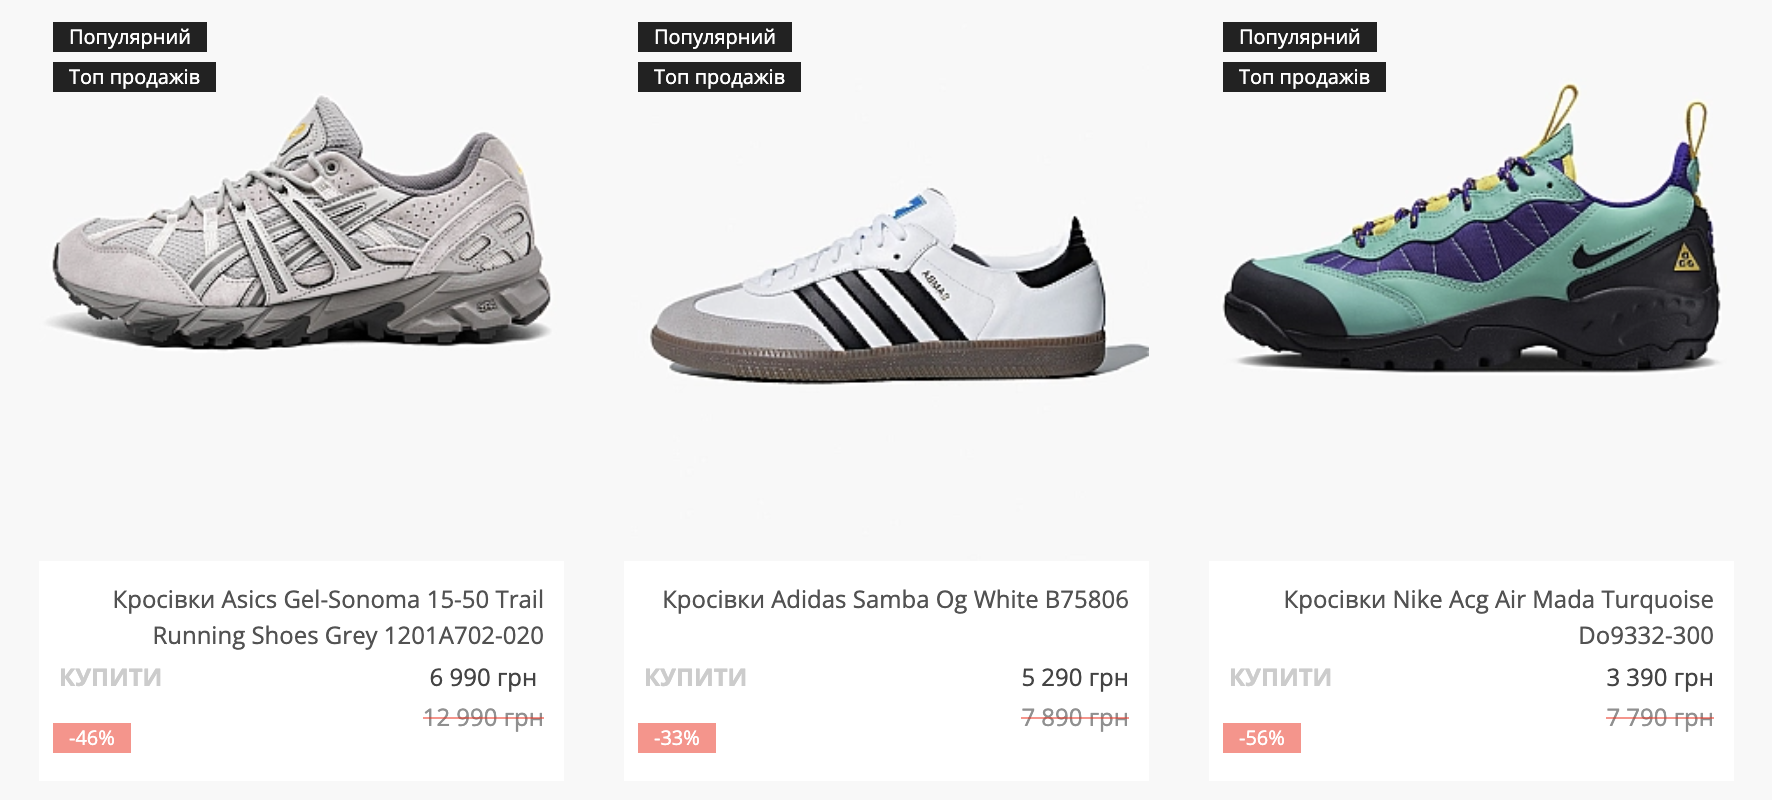 Популярний
Топ продажів
Кросівки Asics Gel-Sonoma 15-50 Trail
Running Shoes Grey 1201A702-020
КУПИТИ
6 990 грн
12 990 грн
-46%
Популярний
Топ продажів
SAMBA
Кросівки Adidas Samba Og White B75806
КУПИТИ
5 290 грн
7 890 грн
-33%
Популярний
Топ продажів
Кросівки Nike Acg Air Mada Turquoise
Do9332-300
КУПИТИ
3 390 грн
7 790 грн
-56%